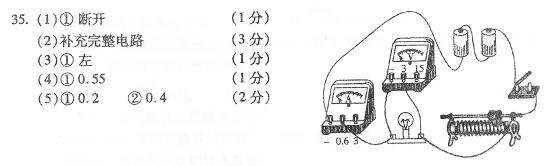 35. (1)① 断开 (1分)
(2)补充完整电路 (3分)
(3)① 左 (1分)
(4)① 0.55 (1分)
(5)① 0.2 ② 0.4 (2分)
V
- 3 15
A
- 0.6 3